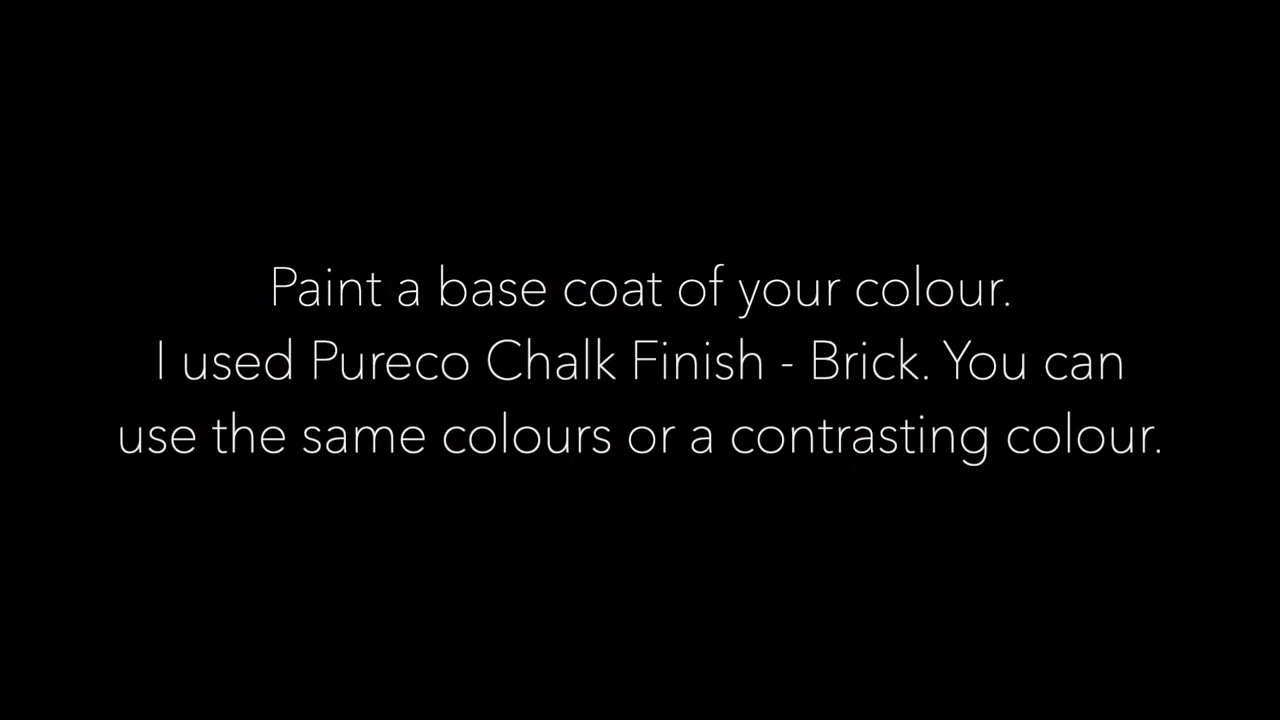 Paint a base coat of your colour.
I used Pureco Chalk Finish - Brick. You can
use the same colours or a contrasting colour.